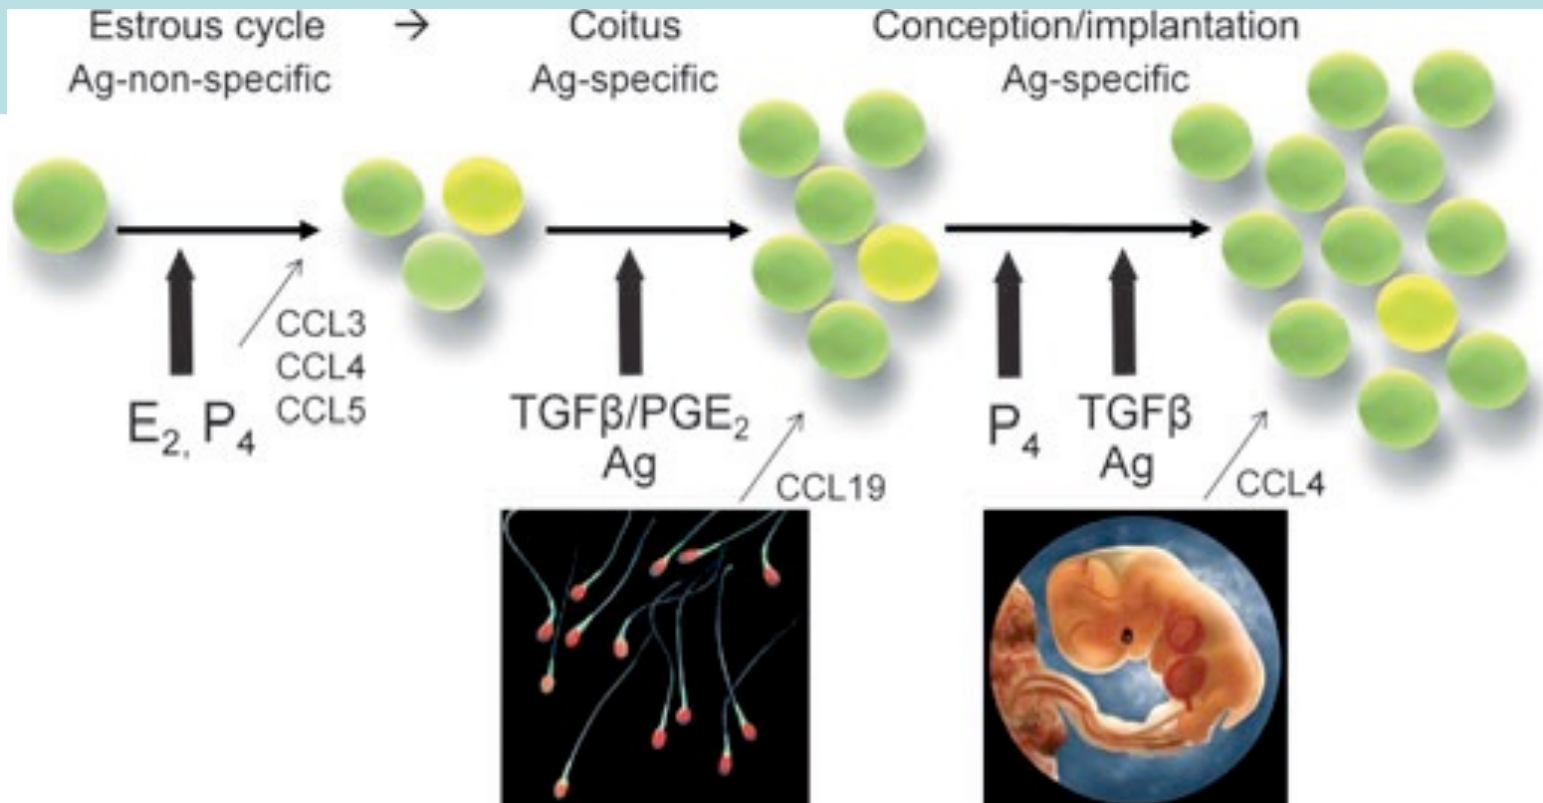 Estrous cycle → Coitus Conception/implantation
Ag-non-specific Ag-specific Ag-specific
CCL3
CCL4
CCL5
E₂, P₄
TGFβ/PGE₂
Ag
CCL19
P₄
TGFβ
Ag
CCL4